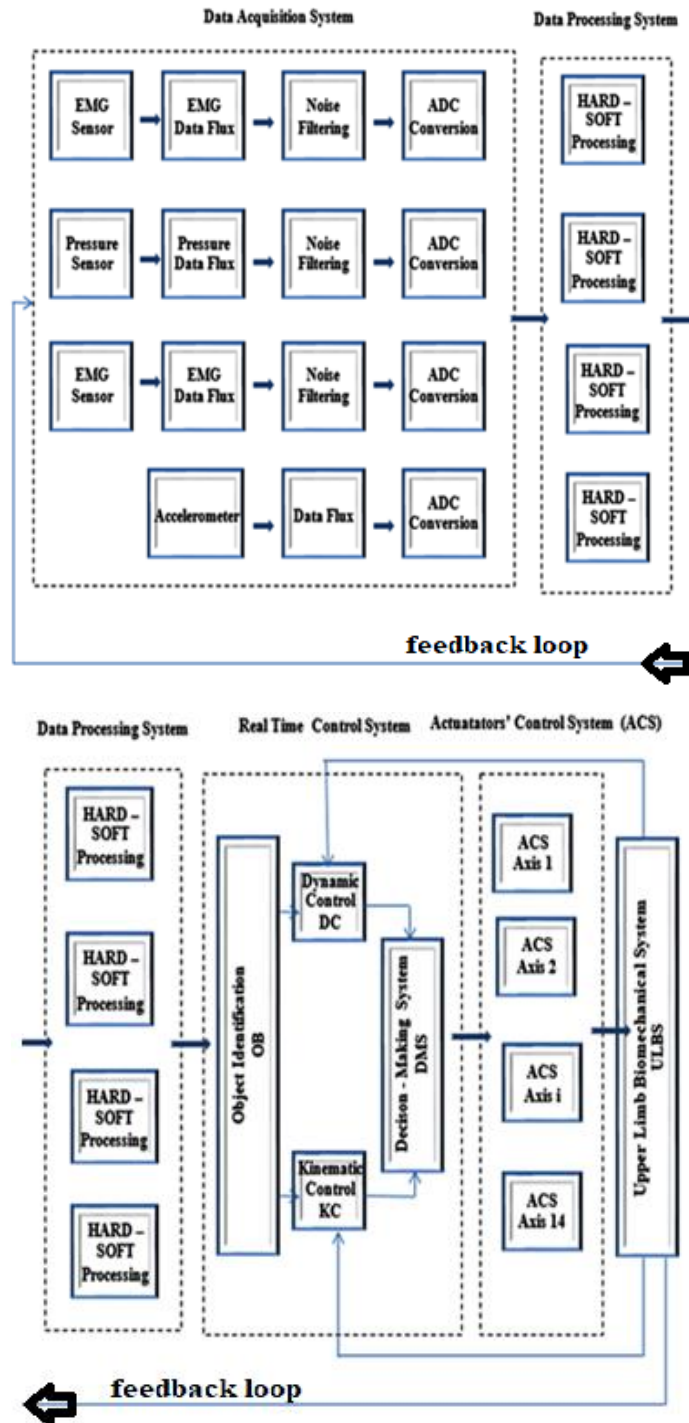 Data Acquisition System
Data Processing System
EMG
Sensor
EMG
Data Flux
Noise
Filtering
ADC
Conversion
HARD –
SOFT
Processing
Pressure
Sensor
Pressure
Data Flux
Noise
Filtering
ADC
Conversion
HARD –
SOFT
Processing
EMG
Sensor
EMG
Data Flux
Noise
Filtering
ADC
Conversion
HARD –
SOFT
Processing
Accelerometer
Data Flux
ADC
Conversion
HARD –
SOFT
Processing
feedback loop
Data Processing System
Real Time Control System
Actuatators' Control System (ACS)
HARD –
SOFT
Processing
HARD –
SOFT
Processing
HARD –
SOFT
Processing
HARD –
SOFT
Processing
Object Identification
OB
Dynamic
Control
DC
Kinematic
Control
KC
Decison - Making System
DMS
ACS
Axis 1
ACS
Axis 2
ACS
Axis i
ACS
Axis 14
Upper Limb Biomechanical System
ULBS
feedback loop